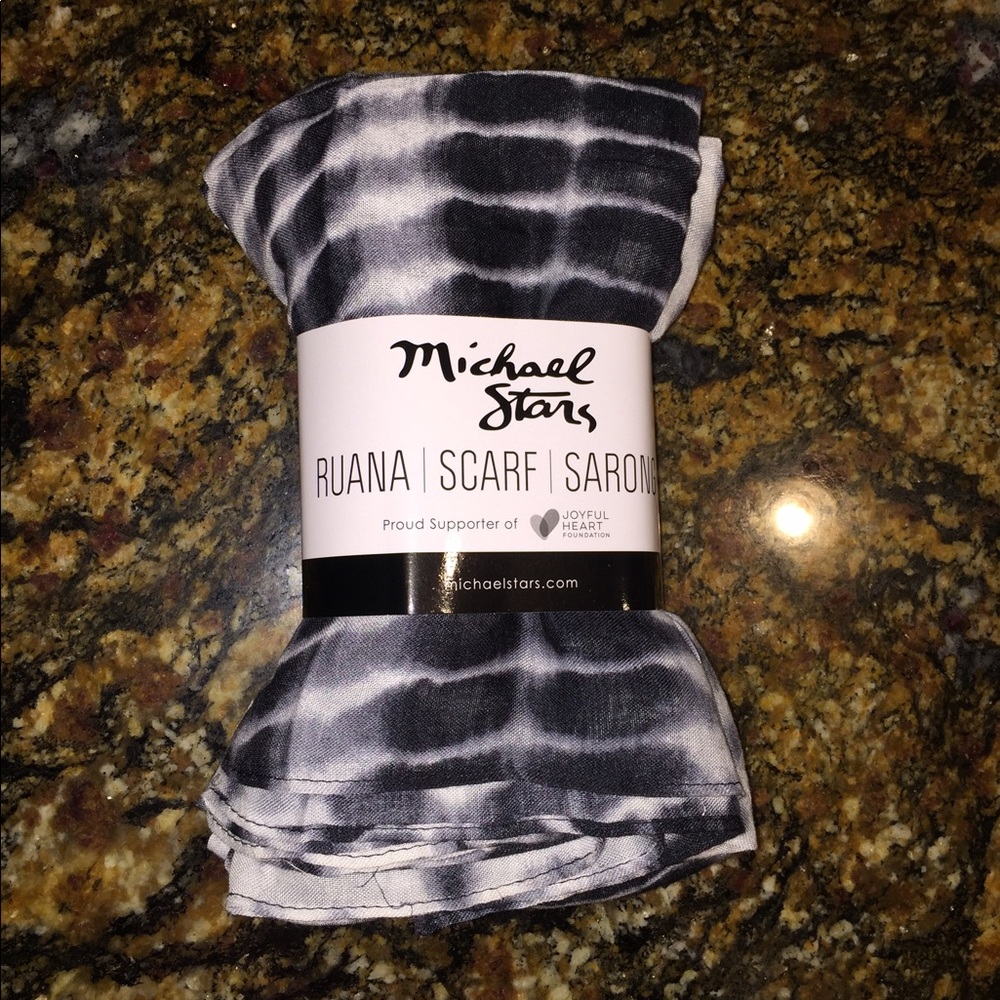 Michael
Stars
RUANA | SCARF | SARONG
Proud Supporter of
JOYFUL
HEART
FOUNDATION
michaelstars.com